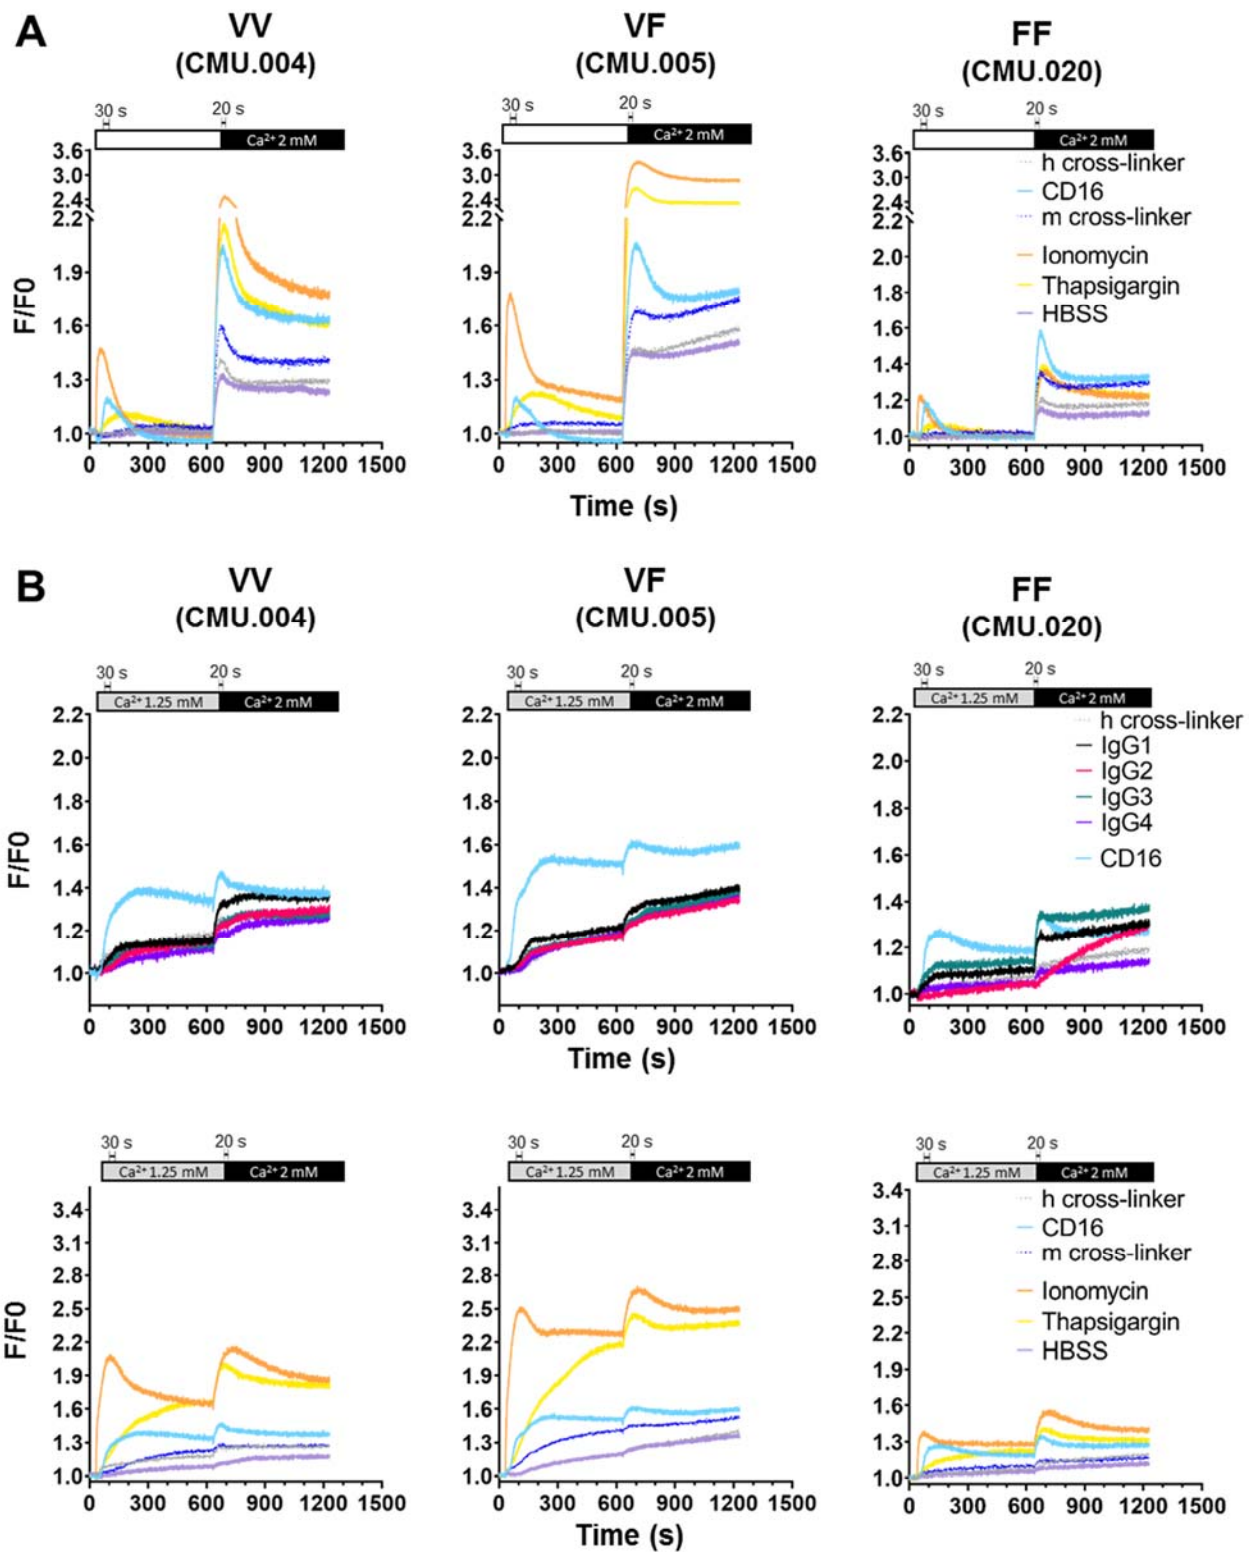 A
VV
(CMU.004)
VF
(CMU.005)
FF
(CMU.020)
30 s
20 s
Ca²⁺ 2 mM
30 s
20 s
Ca²⁺ 2 mM
30 s
20 s
Ca²⁺ 2 mM
F/F0
3.6
3.0
2.4
2.2
1.9
1.6
1.3
1.0
0 300 600 900 1200 1500
3.6
3.0
2.4
2.2
1.9
1.6
1.3
1.0
0 300 600 900 1200 1500
3.6
3.0
2.4
2.2
2.0
1.8
1.6
1.4
1.2
1.0
0 300 600 900 1200 1500
h cross-linker
CD16
m cross-linker
Ionomycin
Thapsigargin
HBSS
Time (s)
B
VV
(CMU.004)
VF
(CMU.005)
FF
(CMU.020)
30 s
20 s
Ca²⁺ 1.25 mM
Ca²⁺ 2 mM
30 s
20 s
Ca²⁺ 1.25 mM
Ca²⁺ 2 mM
30 s
20 s
Ca²⁺ 1.25 mM
Ca²⁺ 2 mM
F/F0
2.2
2.0
1.8
1.6
1.4
1.2
1.0
0 300 600 900 1200 1500
2.2
2.0
1.8
1.6
1.4
1.2
1.0
0 300 600 900 1200 1500
2.2
2.0
1.8
1.6
1.4
1.2
1.0
0 300 600 900 1200 1500
h cross-linker
IgG1
IgG2
IgG3
IgG4
CD16
Time (s)
30 s
20 s
Ca²⁺ 1.25 mM
Ca²⁺ 2 mM
30 s
20 s
Ca²⁺ 1.25 mM
Ca²⁺ 2 mM
30 s
20 s
Ca²⁺ 1.25 mM
Ca²⁺ 2 mM
F/F0
3.4
3.1
2.8
2.5
2.2
1.9
1.6
1.3
1.0
0 300 600 900 1200 1500
3.4
3.1
2.8
2.5
2.2
1.9
1.6
1.3
1.0
0 300 600 900 1200 1500
3.4
3.1
2.8
2.5
2.2
1.9
1.6
1.3
1.0
0 300 600 900 1200 1500
h cross-linker
CD16
m cross-linker
Ionomycin
Thapsigargin
HBSS
Time (s)